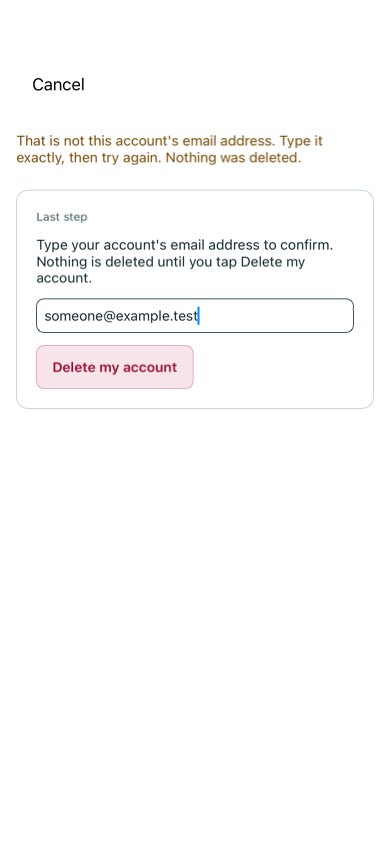 Cancel
That is not this account's email address. Type it
exactly, then try again. Nothing was deleted.
Last step
Type your account's email address to confirm.
Nothing is deleted until you tap Delete my
account.
someone@example.test
Delete my account